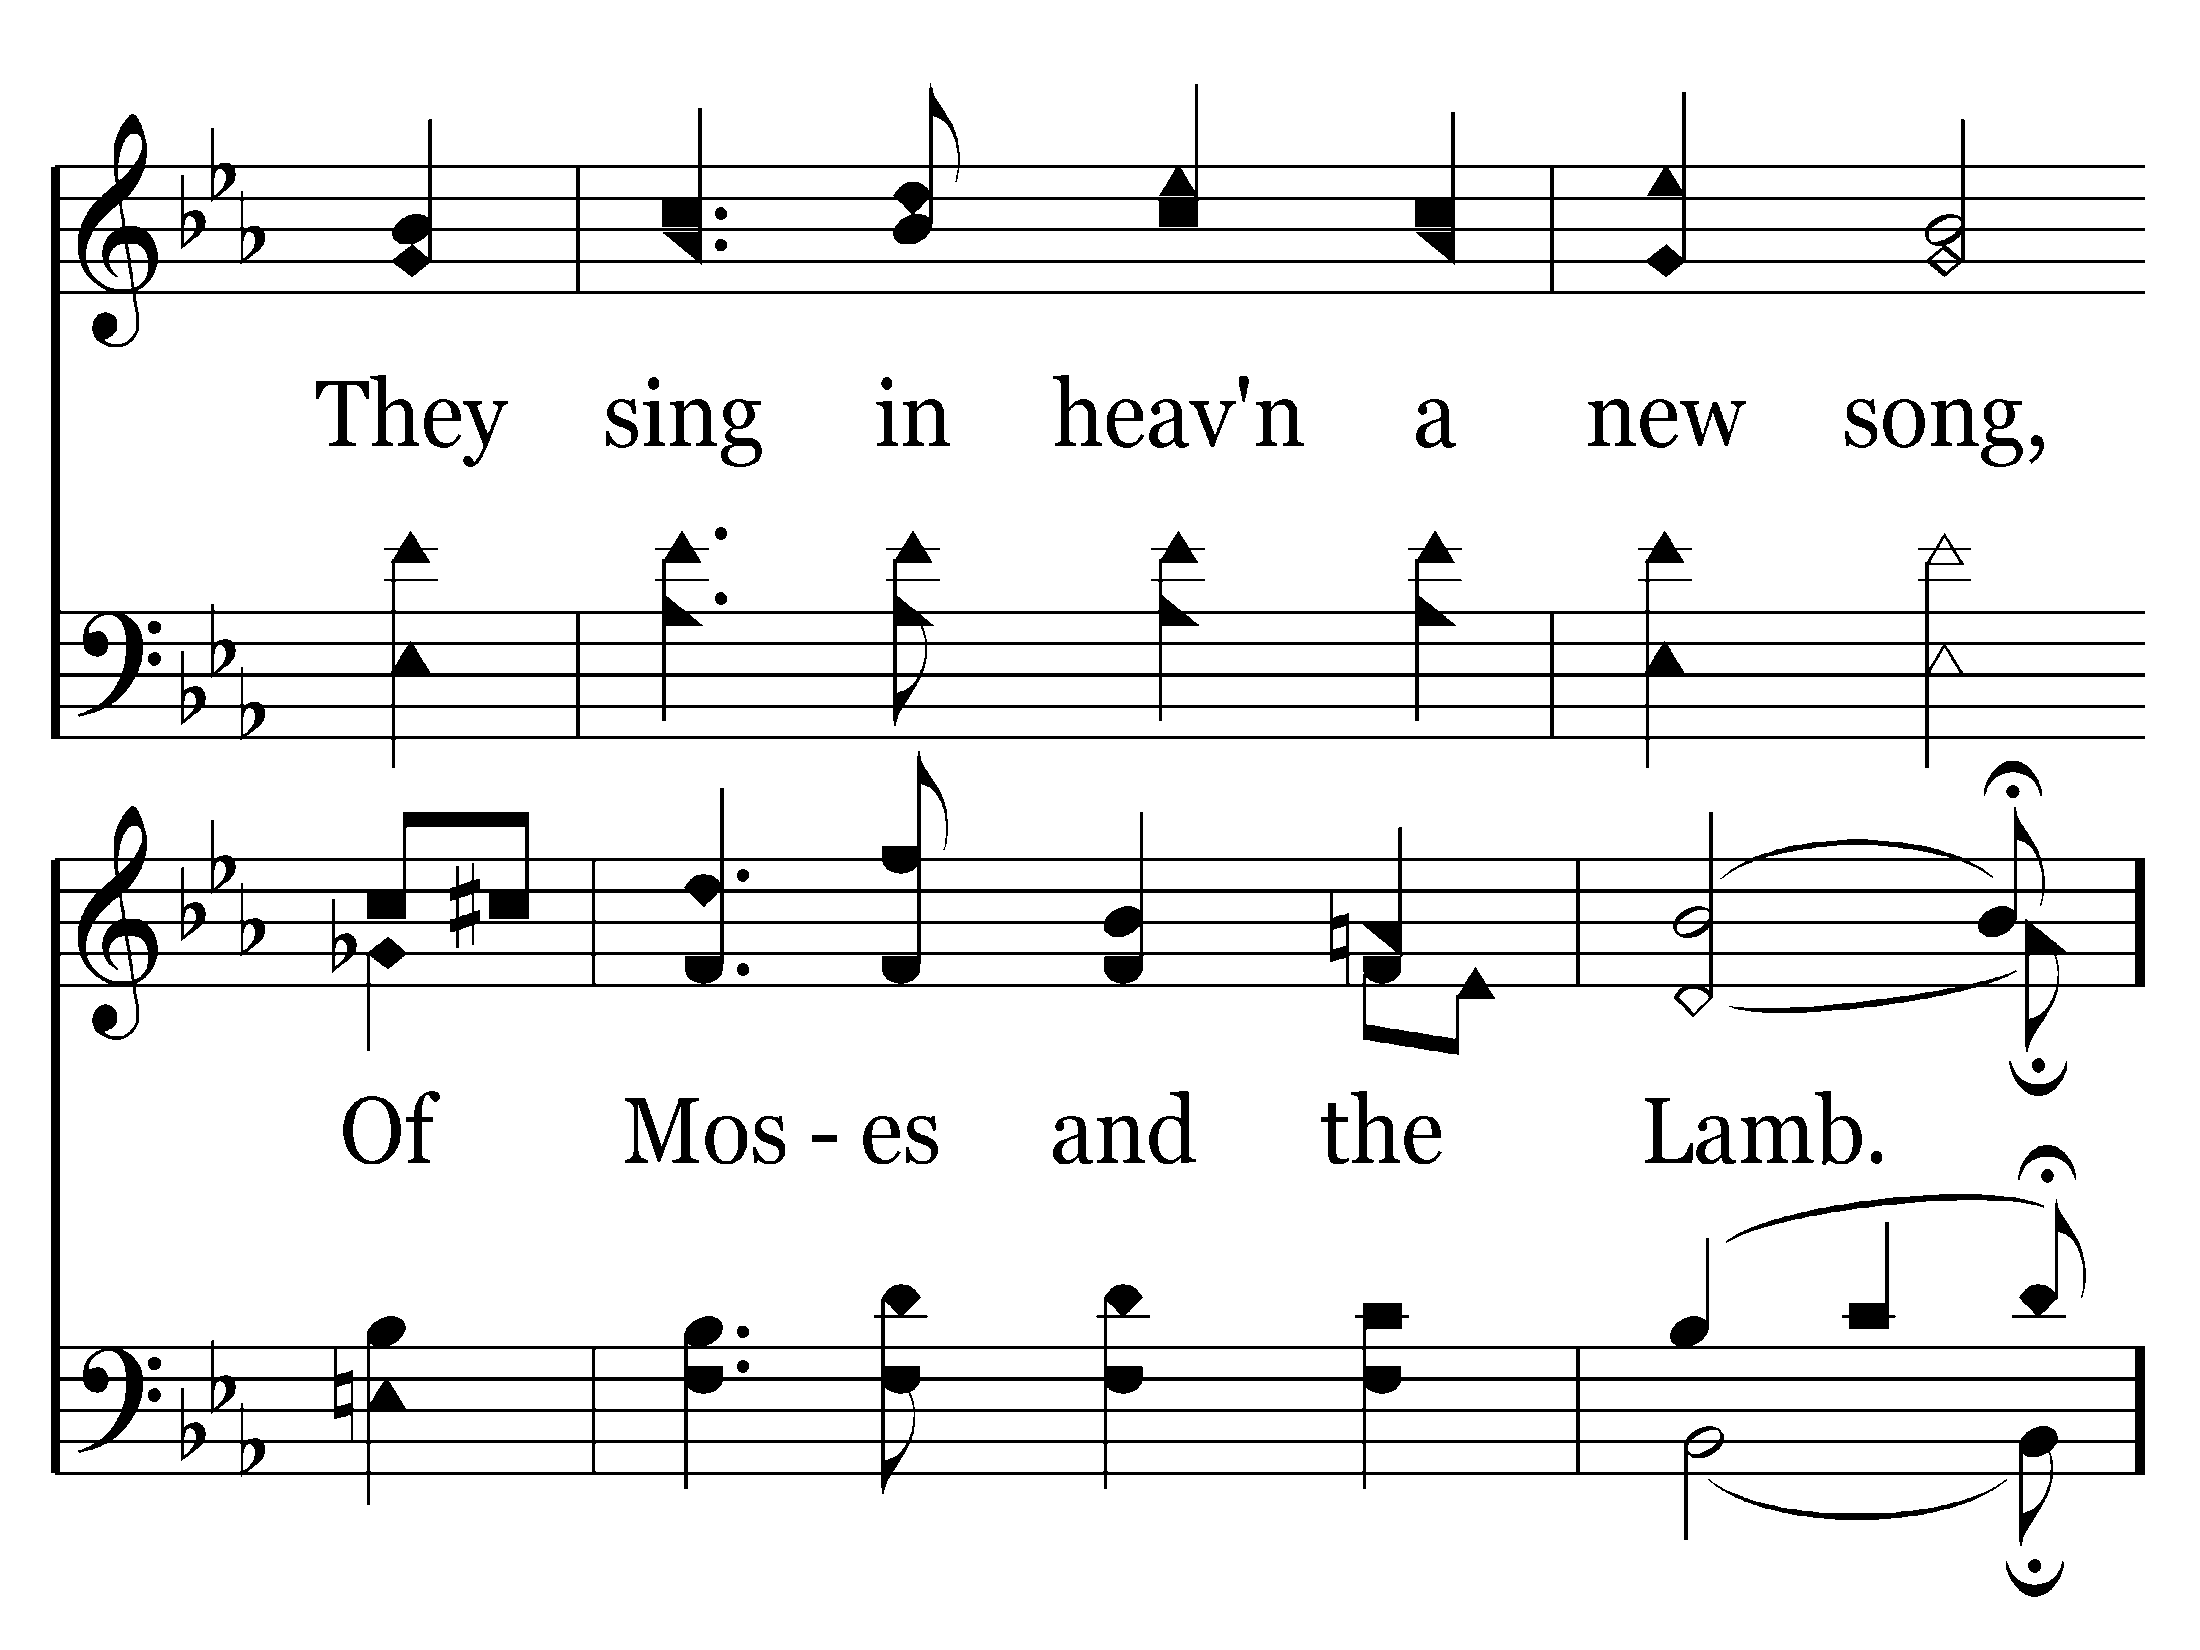 They sing in heav'n a new song,
Of Mos - es and the Lamb.